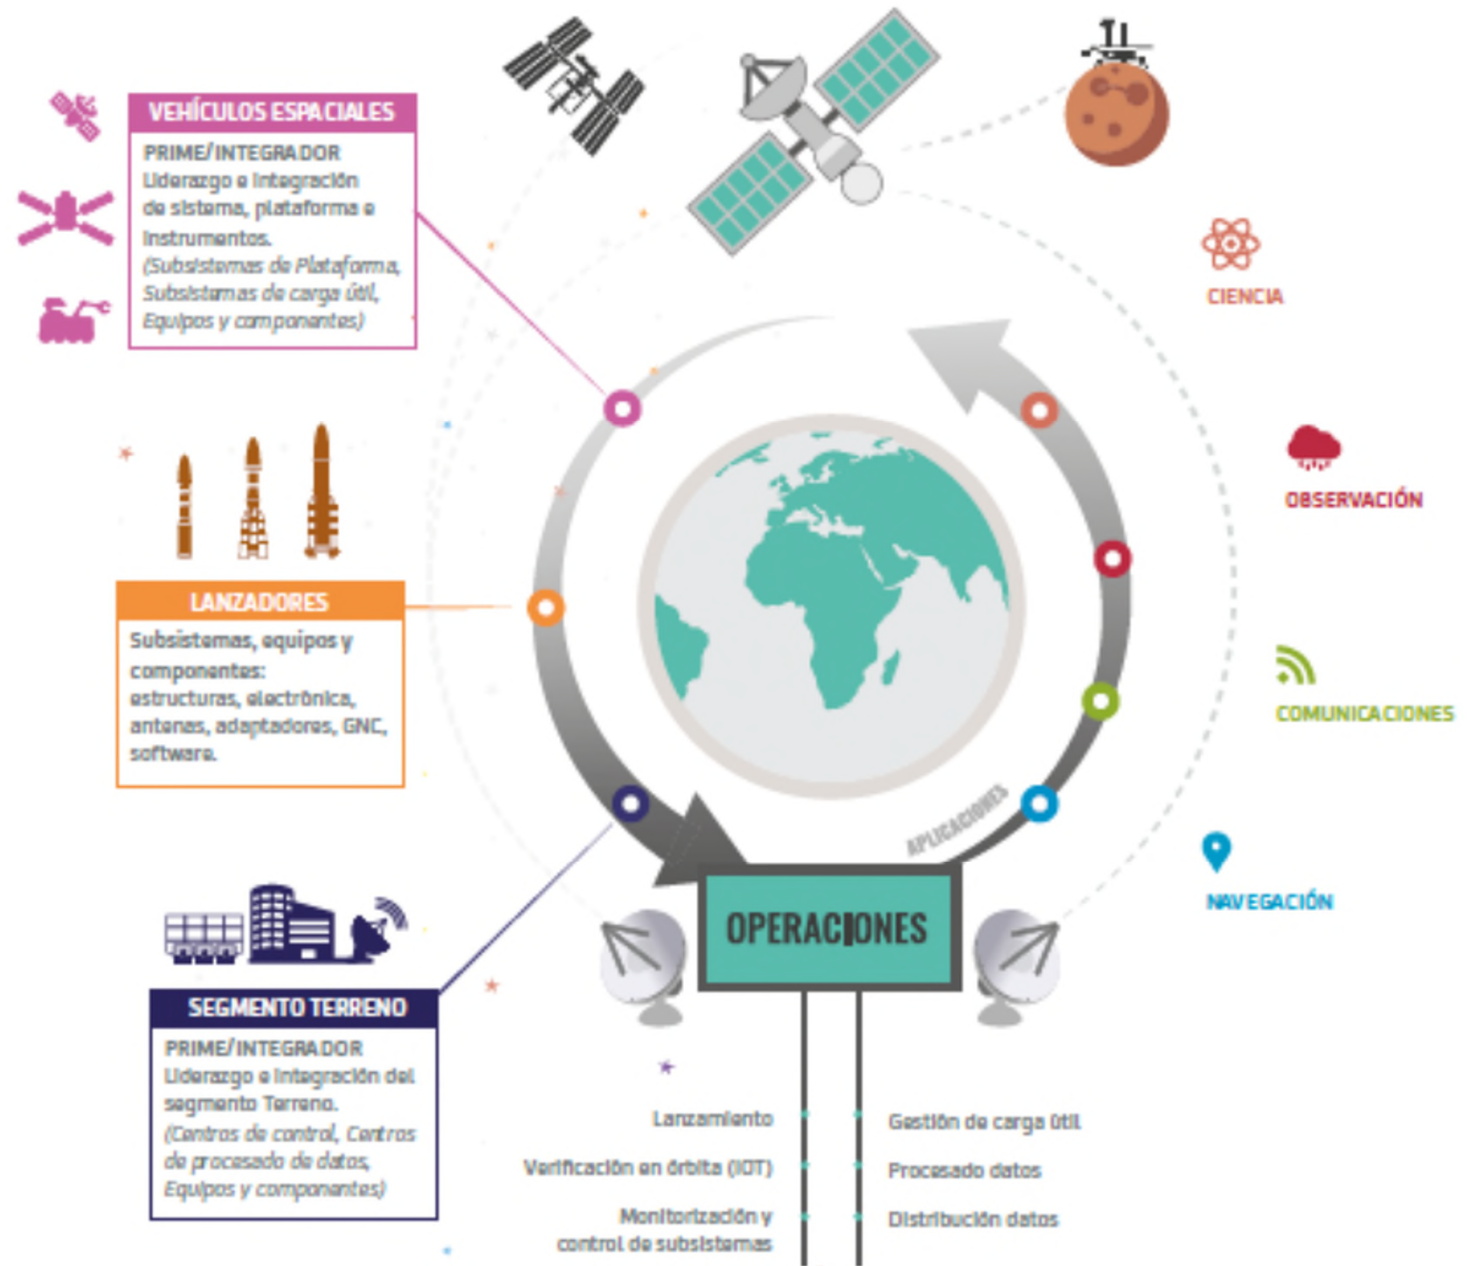 VEHÍCULOS ESPACIALES
PRIME/INTEGRADOR
Liderazgo e Integración
de sistema, plataforma e
Instrumentos.
(Subsistemas de Plataforma,
Subsistemas de carga útil,
Equipos y componentes)
LANZADORES
Subsistemas, equipos y
componentes:
estructuras, electrónica,
antenas, adaptadores, GNC,
software.
SEGMENTO TERRENO
PRIME/INTEGRADOR
Liderazgo e Integración del
segmento Terreno.
(Centros de control, Centros
de procesado de datos,
Equipos y componentes)
CIENCIA
OBSERVACIÓN
COMUNICACIONES
NAVEGACIÓN
APLICACIONES
OPERACIONES
Lanzamiento
Verificación en órbita (IOT)
Monitorización y
control de subsistemas
Gestión de carga útil
Procesado datos
Distribución datos